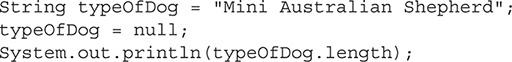 String typeOfDog = "Mini Australian Shepherd";
typeOfDog = null;
System.out.println(typeOfDog.length);